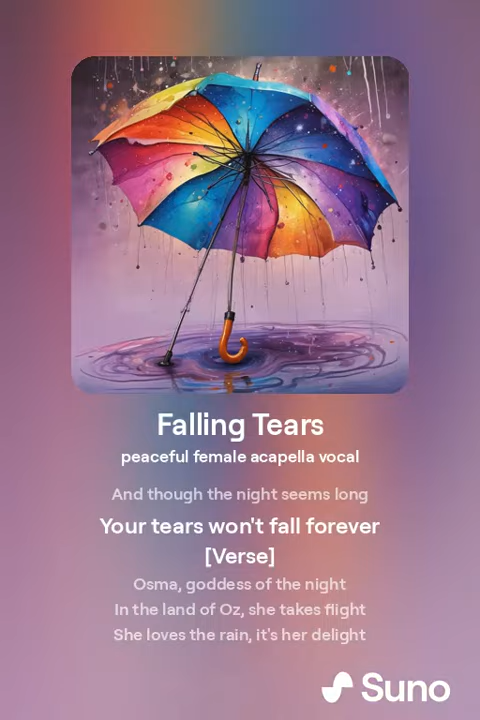 Falling Tears
peaceful female acapella vocal
And though the night seems long
Your tears won't fall forever
[Verse]
Osma, goddess of the night
In the land of Oz, she takes flight
She loves the rain, it's her delight
Suno